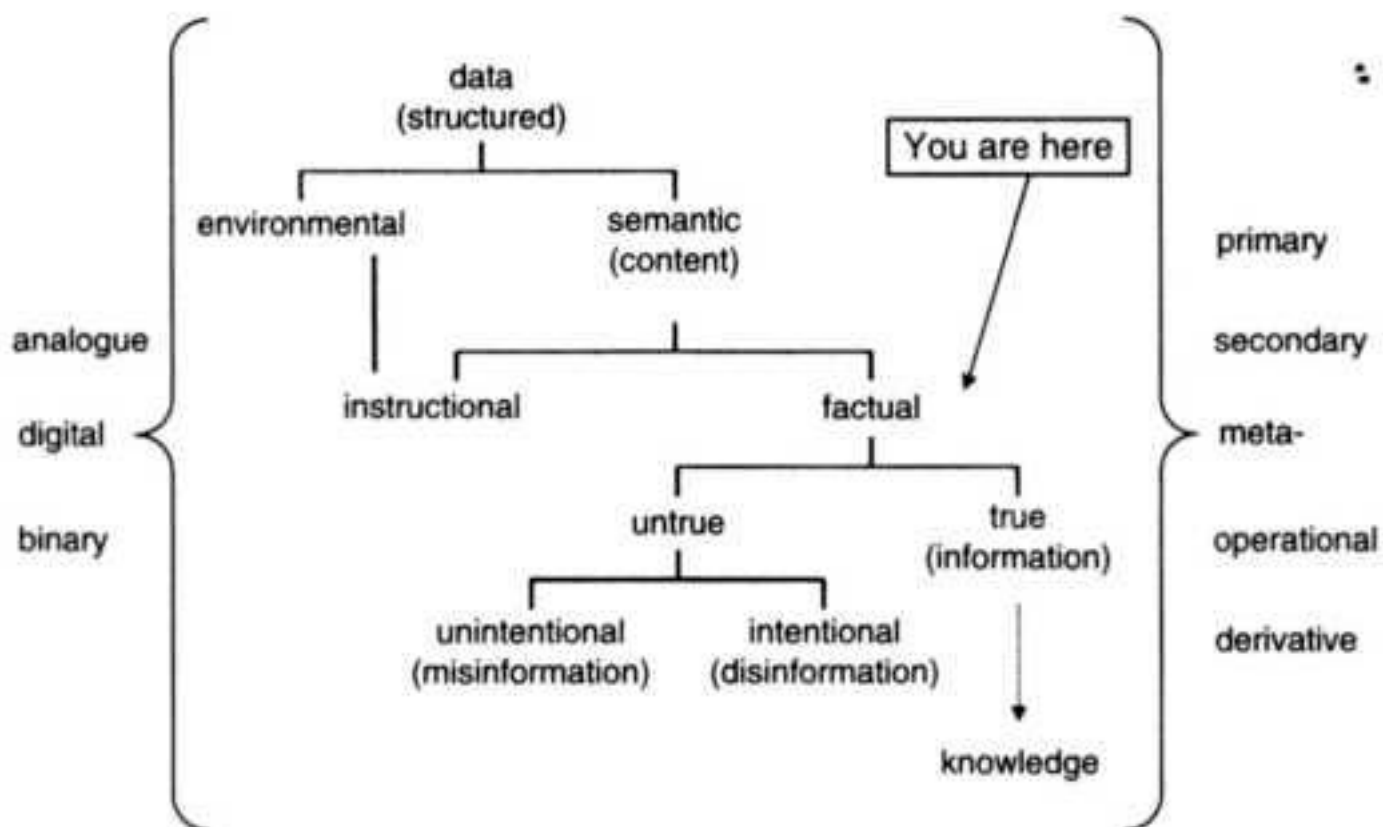 data
(structured)
You are here
environmental
semantic
(content)
primary
analogue
secondary
instructional
factual
digital
meta-
untrue
true
(information)
binary
operational
unintentional
(misinformation)
intentional
(disinformation)
derivative
knowledge